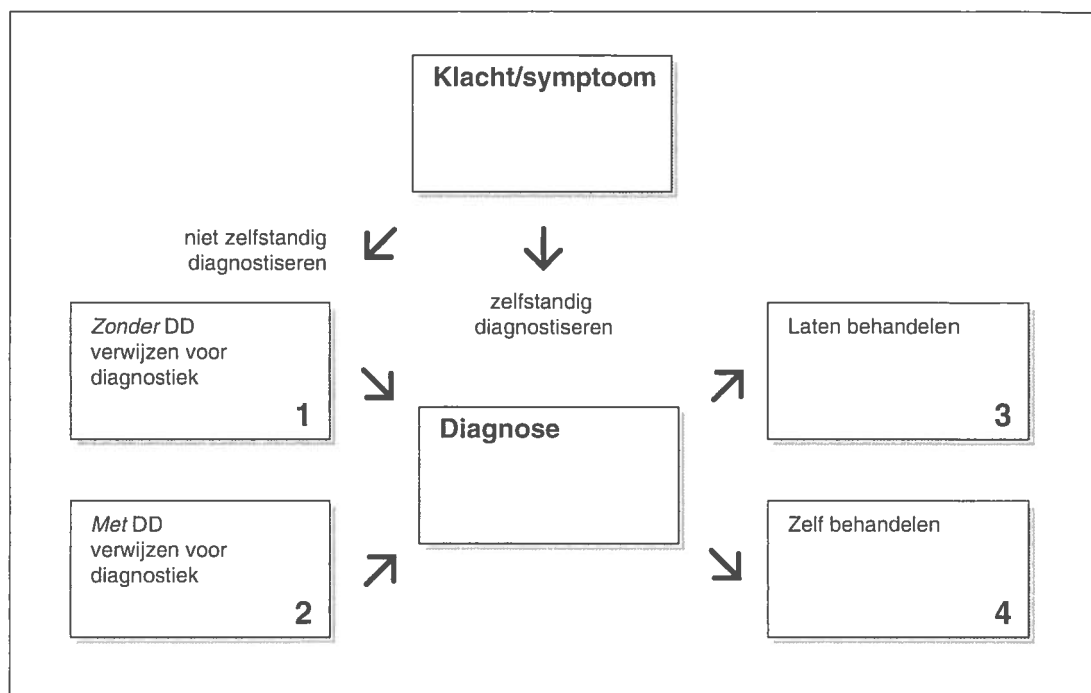 Klacht/symptoom
niet zelfstandig
diagnostiseren
zelfstandig
diagnostiseren
Zonder DD
verwijzen voor
diagnostiek
1
Met DD
verwijzen voor
diagnostiek
2
Diagnose
Laten behandelen
3
Zelf behandelen
4